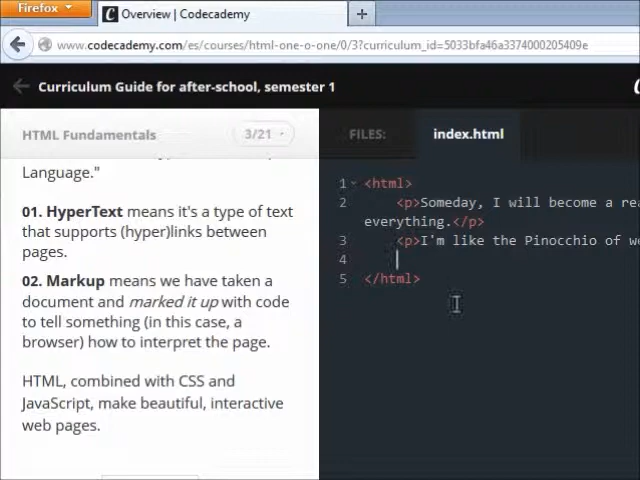 Firefox
Overview | Codecademy
www.codecademy.com/es/courses/html-one-o-one/0/3?curriculum_id=5033bfa46a3374000205409e
Curriculum Guide for after-school, semester 1
HTML Fundamentals
3/21
FILES:
index.html
Language."
01. HyperText means it's a type of text
that supports (hyper)links between
pages.
02. Markup means we have taken a
document and marked it up with code
to tell something (in this case, a
browser) how to interpret the page.
HTML, combined with CSS and
JavaScript, make beautiful, interactive
web pages.
1 <html>
2 <p>Someday, I will become a
everything.</p>
3 <p>I'm like the Pinocchio of
4
5 </html>